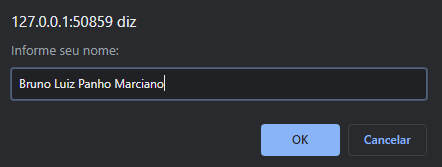 127.0.0.1:50859 diz
Informe seu nome:
Bruno Luiz Panho Marciano
OK Cancelar